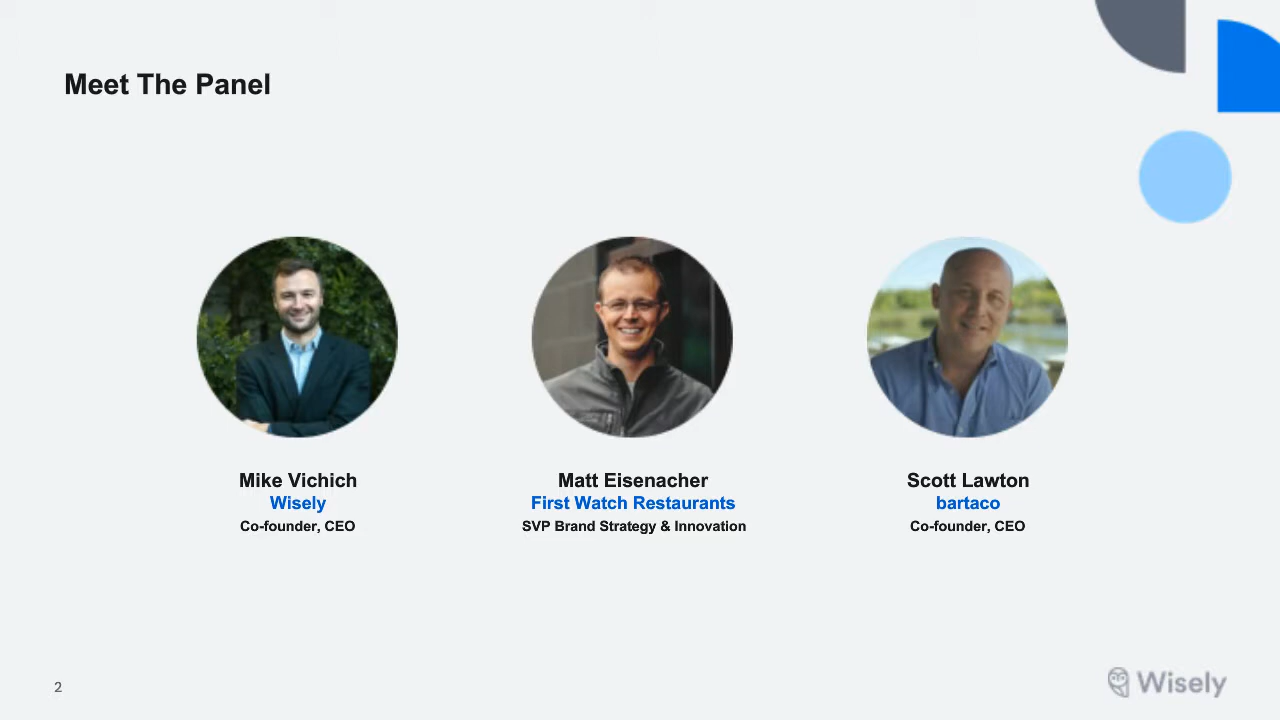 Meet The Panel
Mike Vichich
Wisely
Co-founder, CEO
Matt Eisenacher
First Watch Restaurants
SVP Brand Strategy & Innovation
Scott Lawton
bartaco
Co-founder, CEO
2
Wisely